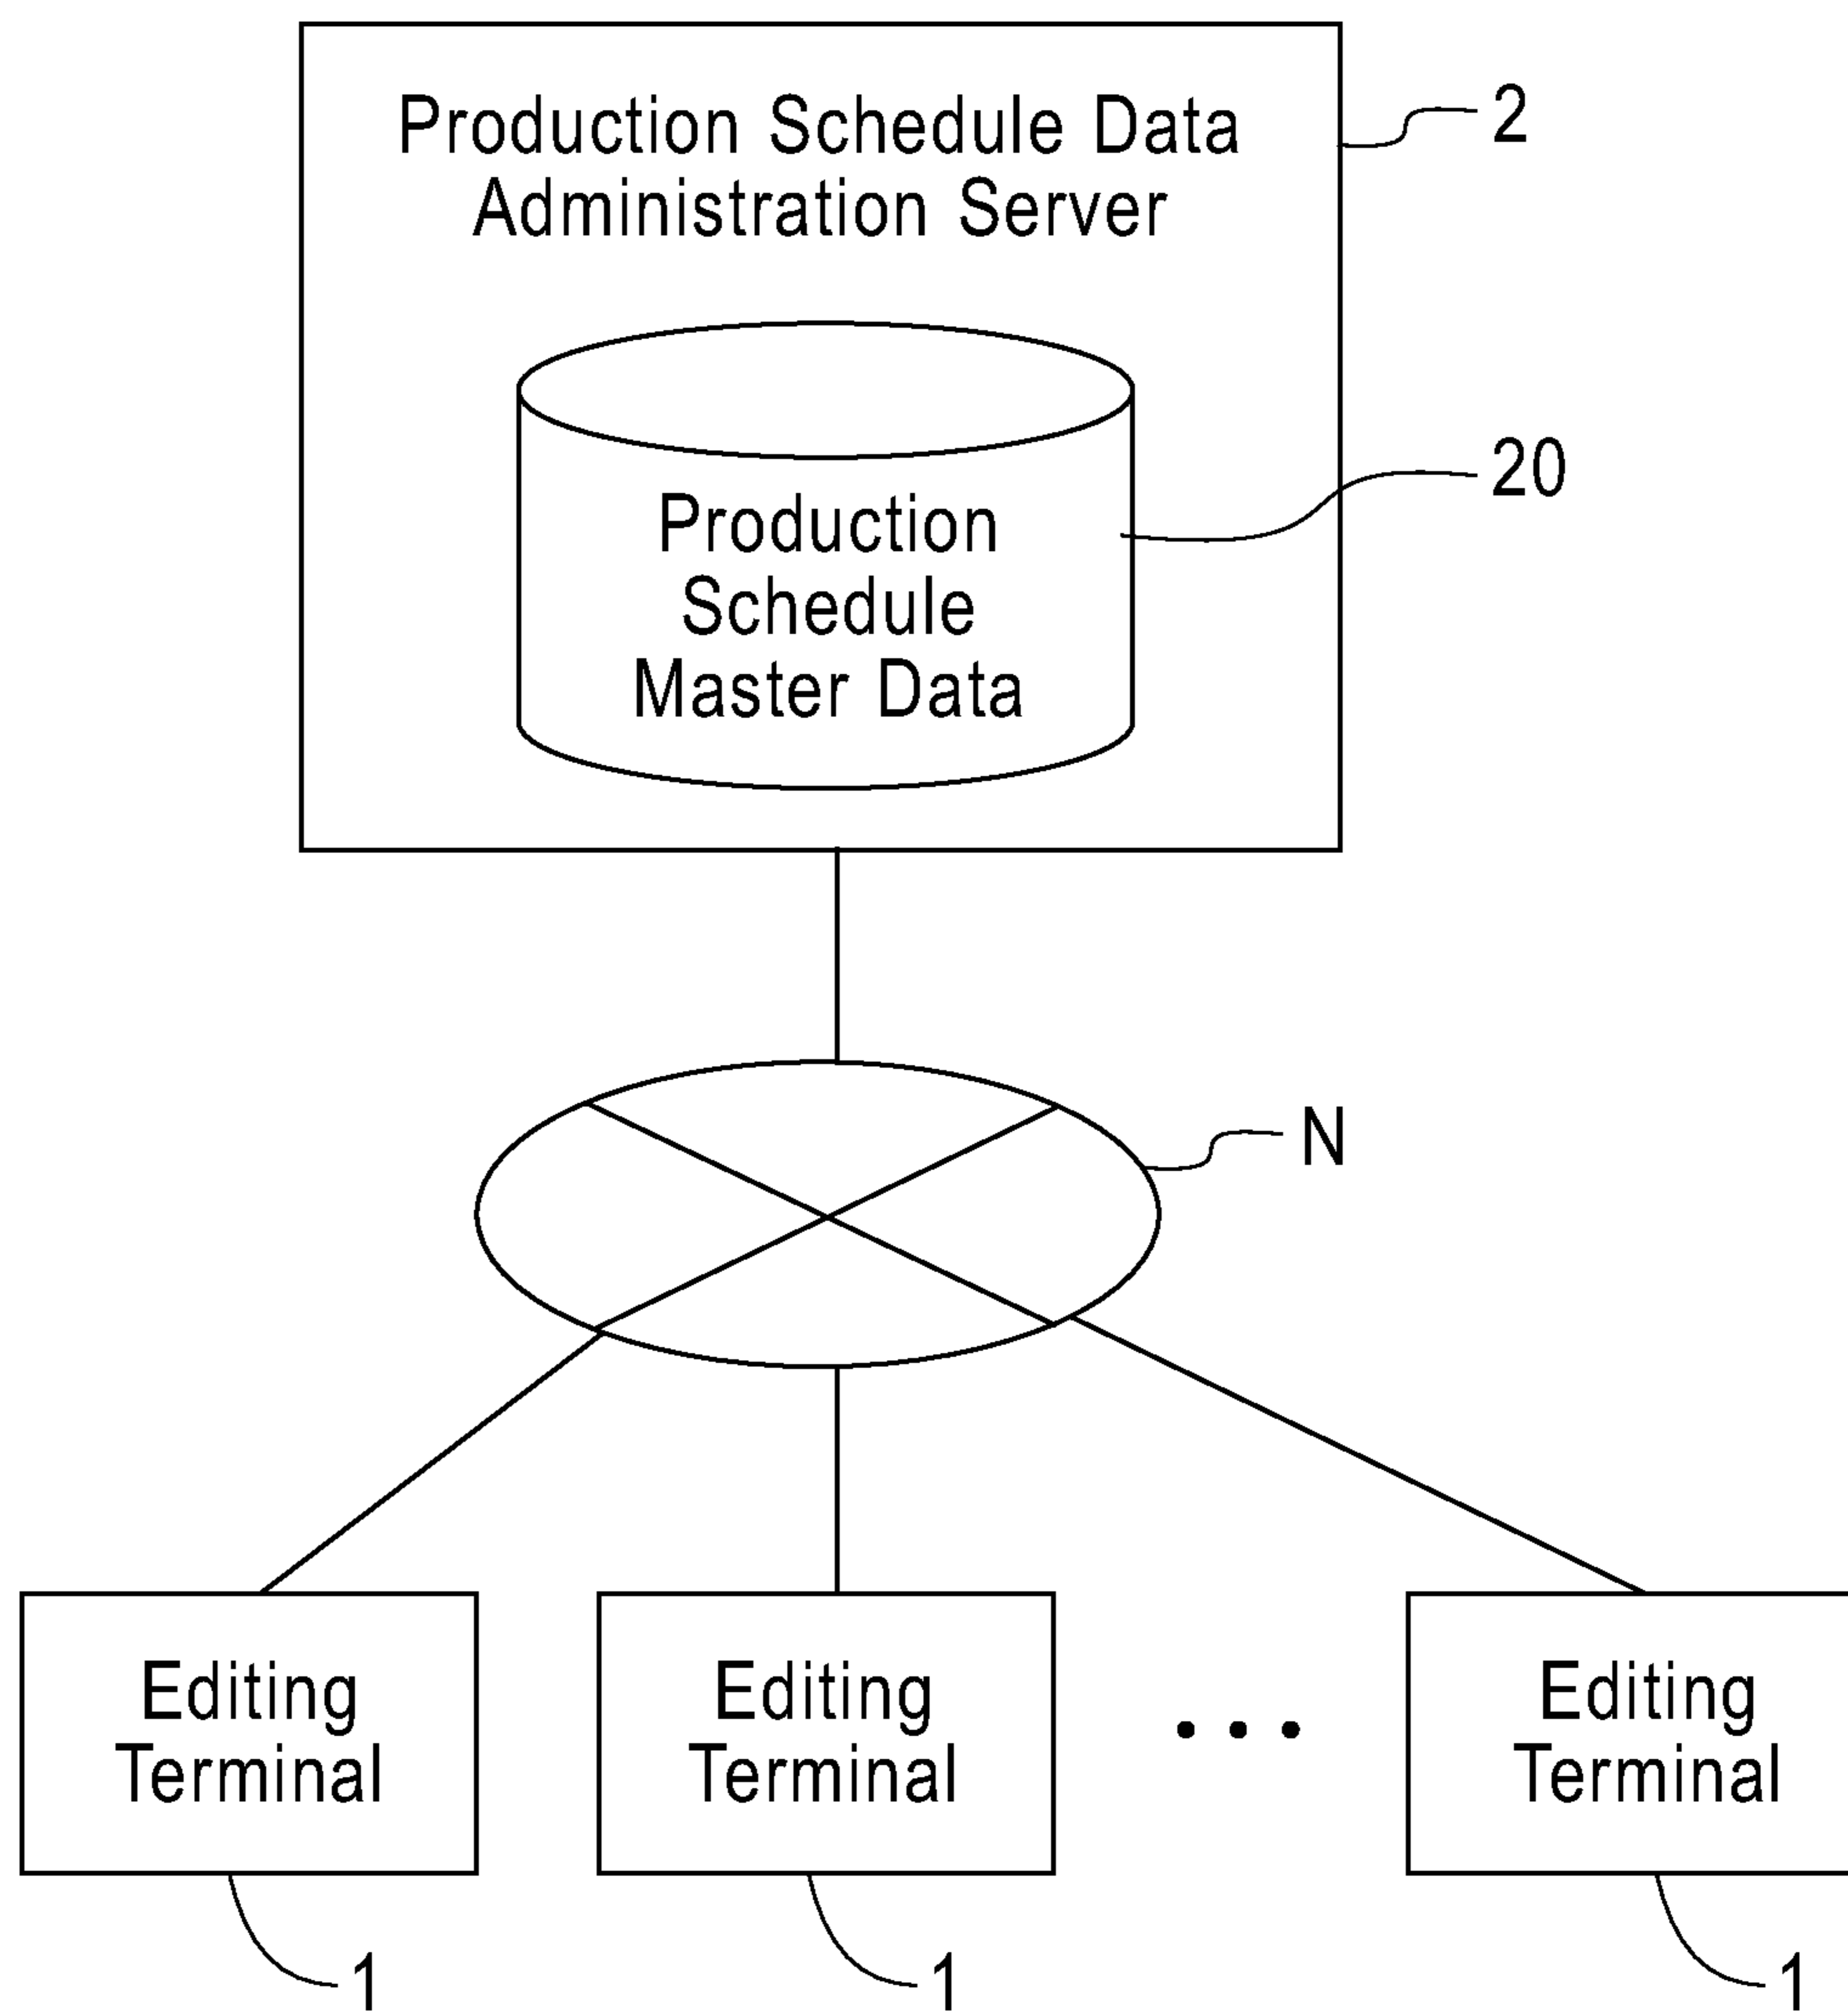 Production Schedule Data
Administration Server
2
20
Production
Schedule
Master Data
N
Editing
Terminal
Editing
Terminal
• • •
Editing
Terminal
1
1
1